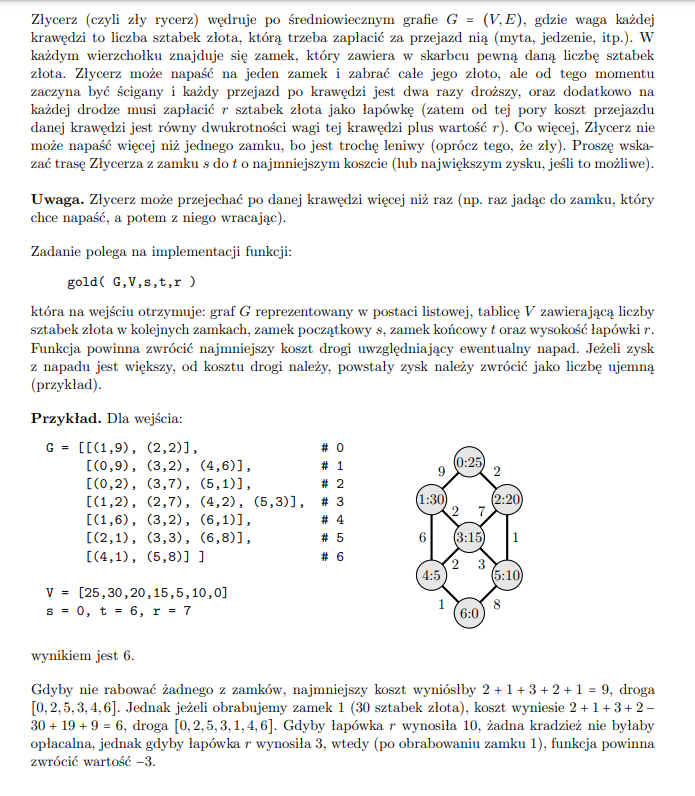 Złycerz (czyli zły rycerz) wędruje po średniowiecznym grafie G = (V, E), gdzie waga każdej
krawędzi to liczba sztabek złota, którą trzeba zapłacić za przejazd nią (myta, jedzenie, itp.). W
każdym wierzchołku znajduje się zamek, który zawiera w skarbcu pewną daną liczbę sztabek
złota. Złycerz może napaść na jeden zamek i zabrać całe jego złoto, ale od tego momentu
zaczyna być ścigany i każdy przejazd po krawędzi jest dwa razy droższy, oraz dodatkowo na
każdej drodze musi zapłacić r sztabek złota jako łapówkę (zatem od tej pory koszt przejazdu
danej krawędzi jest równy dwukrotności wagi tej krawędzi plus wartość r). Co więcej, Złycerz nie
może napaść więcej niż jednego zamku, bo jest trochę leniwy (oprócz tego, że zły). Proszę wska-
zać trasę Złycerza z zamku s do t o najmniejszym koszcie (lub największym zysku, jeśli to możliwe).
Uwaga. Złycerz może przejechać po danej krawędzi więcej niż raz (np. raz jadąc do zamku, który
chce napaść, a potem z niego wracając).
Zadanie polega na implementacji funkcji:
gold( G,V,s,t,r )
która na wejściu otrzymuje: graf G reprezentowany w postaci listowej, tablicę V zawierającą liczby
sztabek złota w kolejnych zamkach, zamek początkowy s, zamek końcowy t oraz wysokość łapówki r.
Funkcja powinna zwrócić najmniejszy koszt drogi uwzględniający ewentualny napad. Jeżeli zysk
z napadu jest większy, od kosztu drogi należy, powstały zysk należy zwrócić jako liczbę ujemną
(przykład).
Przykład. Dla wejścia:
G = [[(1,9), (2,2)], # 0
[(0,9), (3,2), (4,6)], # 1
[(0,2), (3,7), (5,1)], # 2
[(1,2), (2,7), (4,2), (5,3)], # 3
[(1,6), (3,2), (6,1)], # 4
[(2,1), (3,3), (6,8)], # 5
[(4,1), (5,8)] ] # 6
V = [25,30,20,15,5,10,0]
s = 0, t = 6, r = 7
0:25
9 2
1:30 2:20
2 7
6 3:15 1
2 3
4:5 5:10
1 8
6:0
wynikiem jest 6.
Gdyby nie rabować żadnego z zamków, najmniejszy koszt wyniósłby 2 + 1 + 3 + 2 + 1 = 9, droga
[0, 2, 5, 3, 4, 6]. Jednak jeżeli obrabujemy zamek 1 (30 sztabek złota), koszt wyniesie 2 + 1 + 3 + 2 −
30 + 19 + 9 = 6, droga [0, 2, 5, 3, 1, 4, 6]. Gdyby łapówka r wynosiła 10, żadna kradzież nie byłaby
opłacalna, jednak gdyby łapówka r wynosiła 3, wtedy (po obrabowaniu zamku 1), funkcja powinna
zwrócić wartość −3.